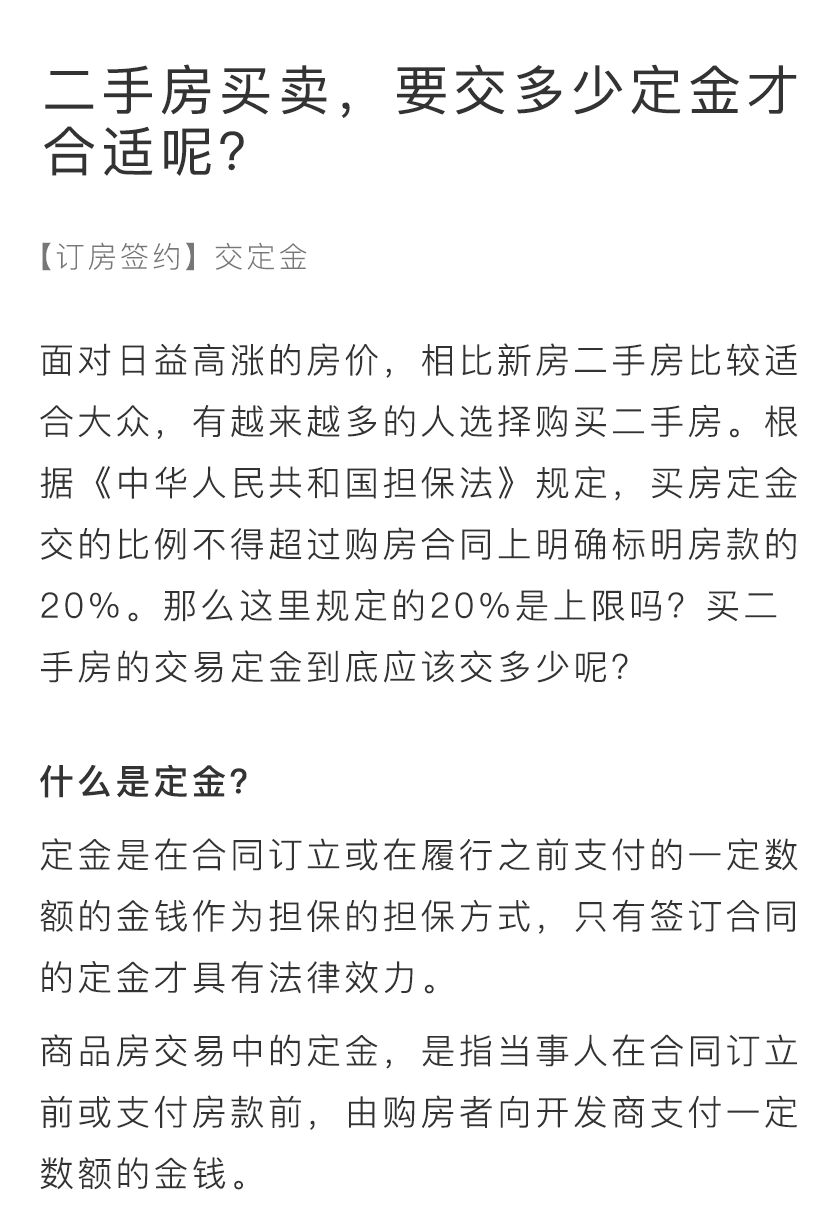 二手房买卖，要交多少定金才
合适呢？
【订房签约】交定金
面对日益高涨的房价，相比新房二手房比较适
合大众，有越来越多的人选择购买二手房。根
据《中华人民共和国担保法》规定，买房定金
交的比例不得超过购房合同上明确标明房款的
20%。那么这里规定的20%是上限吗？买二
手房的交易定金到底应该交多少呢？
什么是定金？
定金是在合同订立或在履行之前支付的一定数
额的金钱作为担保的担保方式，只有签订合同
的定金才具有法律效力。
商品房交易中的定金，是指当事人在合同订立
前或支付房款前，由购房者向开发商支付一定
数额的金钱。